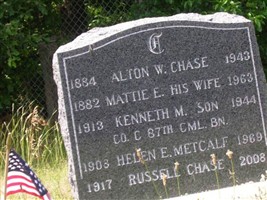 C
1884 ALTON W. CHASE 1943
1882 MATTIE E. HIS WIFE 1963
1913 KENNETH M. SON 1944
CO. C 87TH CML. BN.
1908 HELEN E. METCALF 1969
1917 RUSSELL CHASE 2008